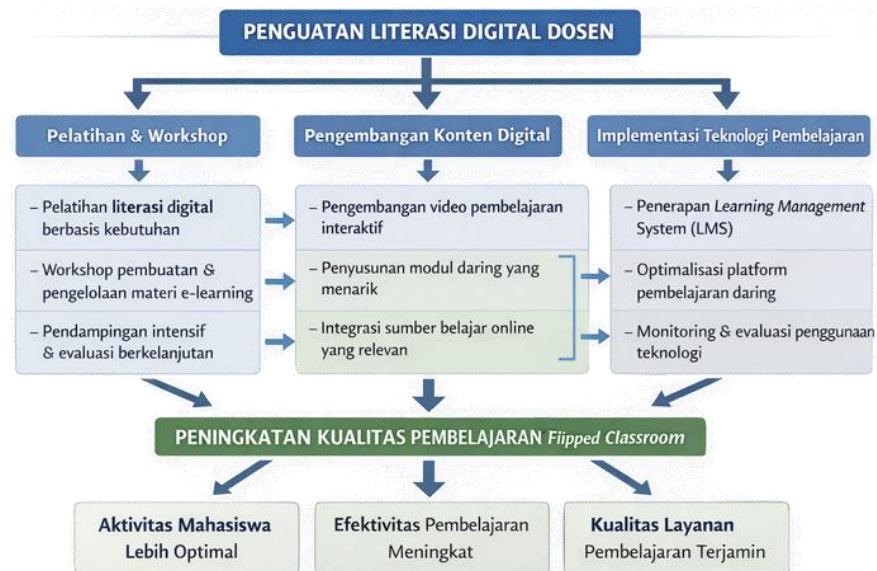 PENGUATAN LITERASI DIGITAL DOSEN
Pelatihan & Workshop
– Pelatihan literasi digital
berbasis kebutuhan
– Workshop pembuatan &
pengelolaan materi e-learning
– Pendampingan intensif
& evaluasi berkelanjutan
Pengembangan Konten Digital
– Pengembangan video pembelajaran
interaktif
– Penyusunan modul daring yang
menarik
– Integrasi sumber belajar online
yang relevan
Implementasi Teknologi Pembelajaran
– Penerapan Learning Management
System (LMS)
– Optimalisasi platform
pembelajaran daring
– Monitoring & evaluasi penggunaan
teknologi
PENINGKATAN KUALITAS PEMBELAJARAN Fiipped Classroom
Aktivitas Mahasiswa
Lebih Optimal
Efektivitas Pembelajaran
Meningkat
Kualitas Layanan
Pembelajaran Terjamin